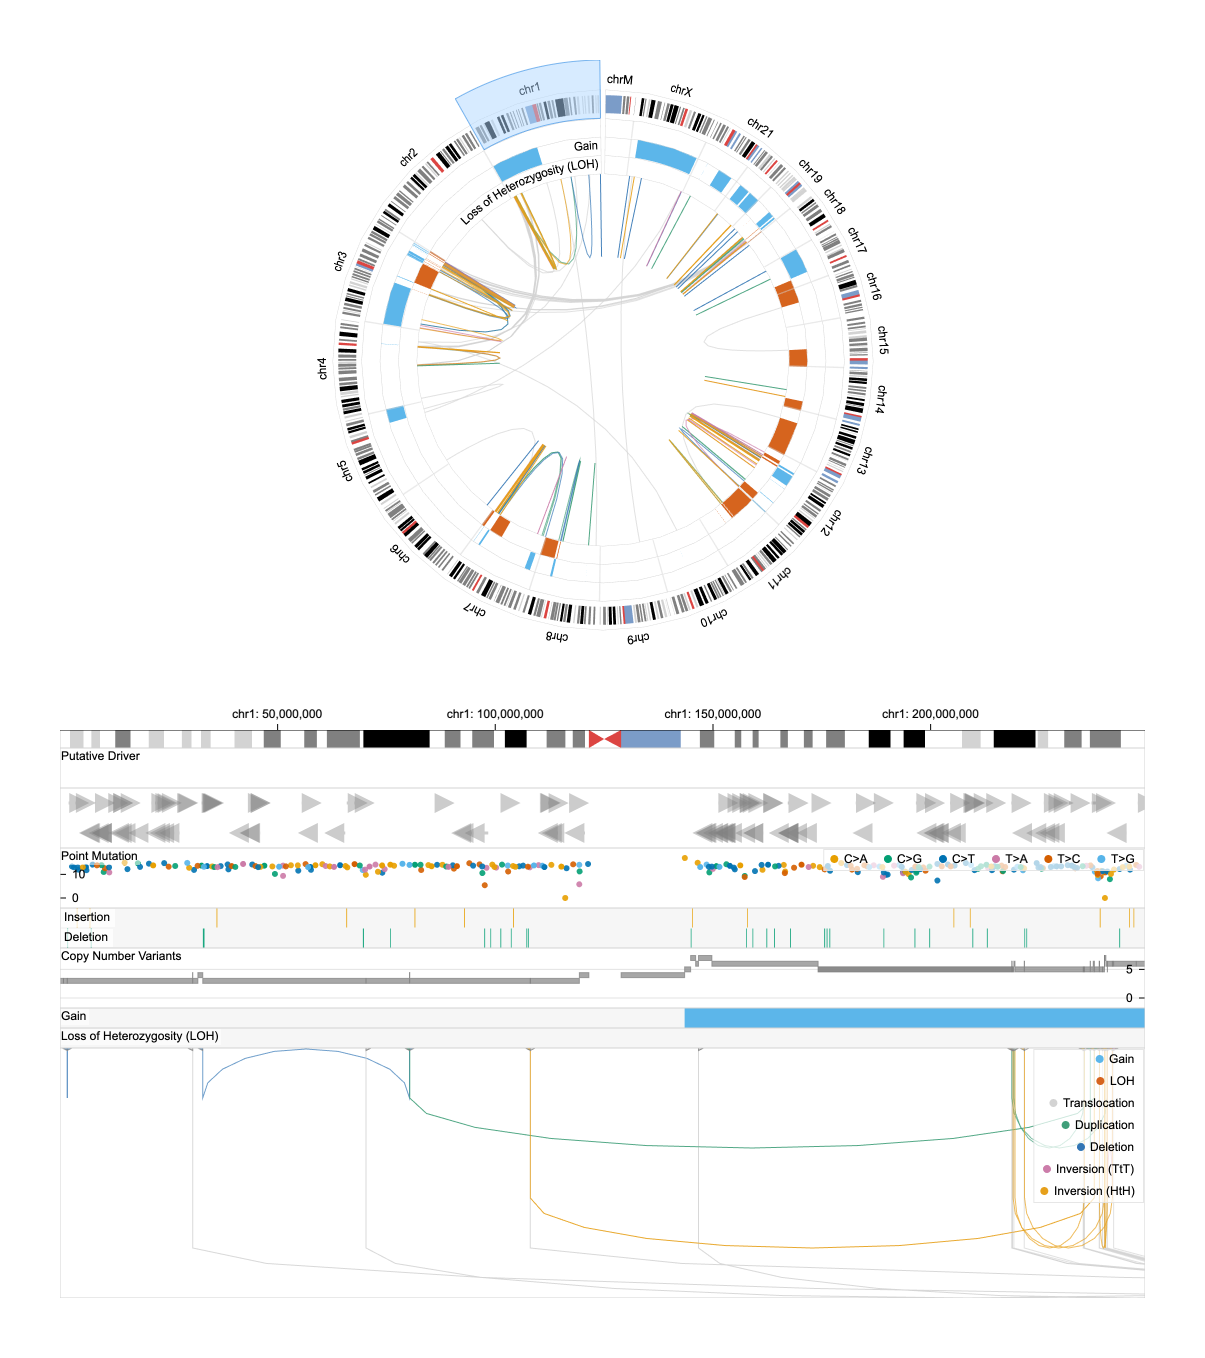 chrM
chrX
chr1
chr21
chr2
Gain
chr19
Loss of Heterozygosity (LOH)
chr18
chr17
chr3
chr16
chr15
chr4
chr14
chr5
chr13
chr12
chr6
chr11
chr7
chr10
chr8
chr9
chr1: 50,000,000
chr1: 100,000,000
chr1: 150,000,000
chr1: 200,000,000
Putative Driver
Point Mutation
C>A
C>G
C>T
T>A
T>C
T>G
10
0
Insertion
Deletion
Copy Number Variants
5
0
Gain
Loss of Heterozygosity (LOH)
Gain
LOH
Translocation
Duplication
Deletion
Inversion (TtT)
Inversion (HtH)